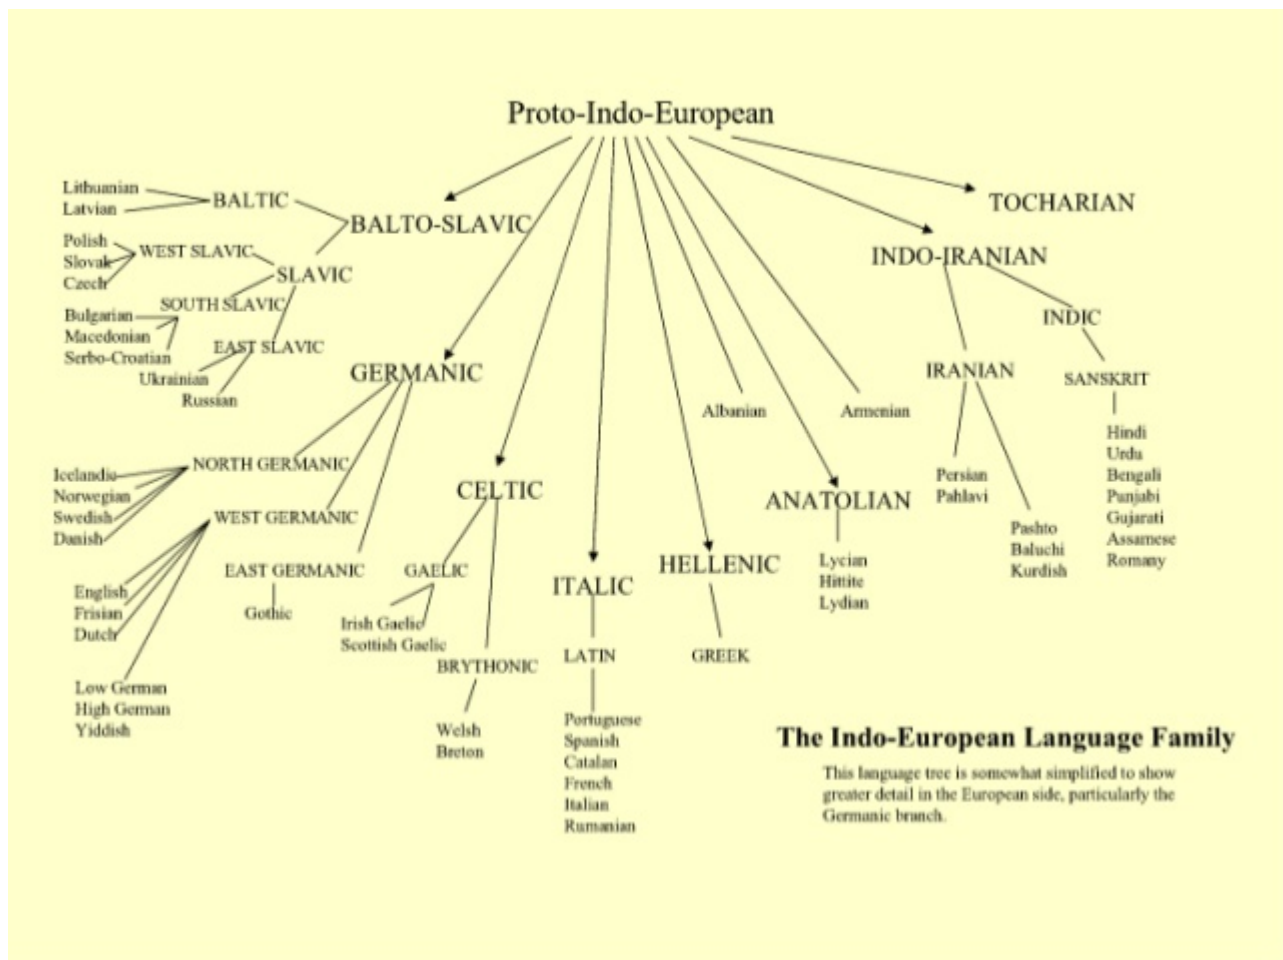 Proto-Indo-European
BALTO-SLAVIC
BALTIC
Lithuanian
Latvian
SLAVIC
WEST SLAVIC
Polish
Slovak
Czech
SOUTH SLAVIC
Bulgarian
Macedonian
Serbo-Croatian
EAST SLAVIC
Ukrainian
Russian
GERMANIC
NORTH GERMANIC
Icelandic
Norwegian
Swedish
Danish
WEST GERMANIC
English
Frisian
Dutch
Low German
High German
Yiddish
EAST GERMANIC
Gothic
CELTIC
GAELIC
Irish Gaelic
Scottish Gaelic
BRYTHONIC
Welsh
Breton
ITALIC
LATIN
Portuguese
Spanish
Catalan
French
Italian
Rumanian
HELLENIC
GREEK
Albanian
ANATOLIAN
Lycian
Hittite
Lydian
Armenian
INDO-IRANIAN
IRANIAN
Persian
Pahlavi
Pashto
Baluchi
Kurdish
INDIC
SANSKRIT
Hindi
Urdu
Bengali
Punjabi
Gujarati
Assamese
Romany
TOCHARIAN
The Indo-European Language Family
This language tree is somewhat simplified to show
greater detail in the European side, particularly the
Germanic branch.